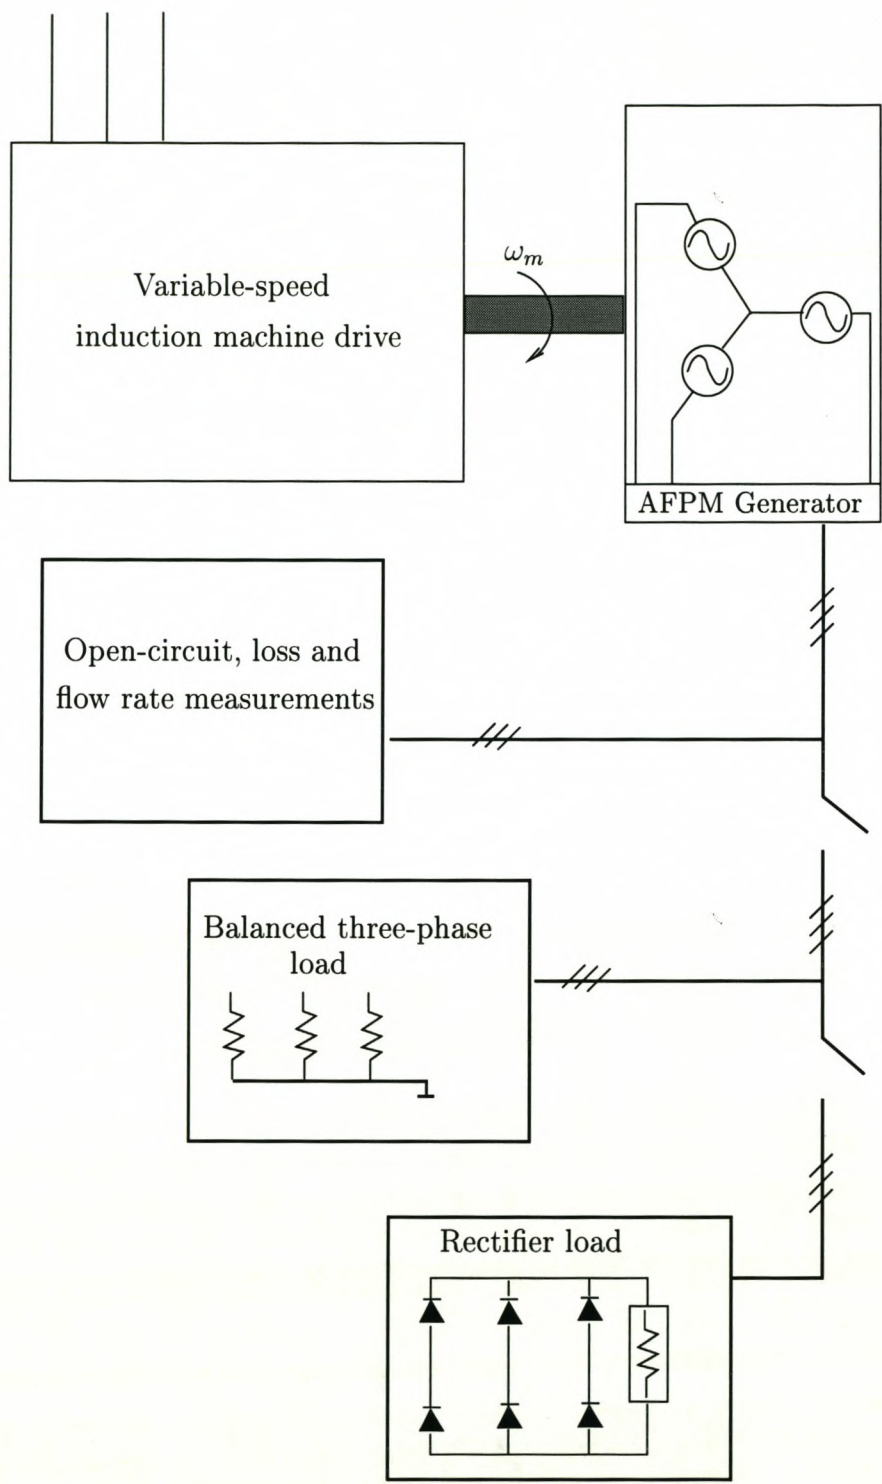 Variable-speed
induction machine drive
ω_m
AFPM Generator
Open-circuit, loss and
flow rate measurements
Balanced three-phase
load
Rectifier load